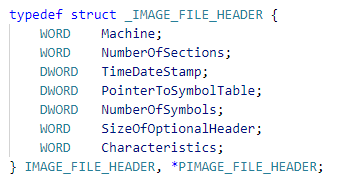 typedef struct _IMAGE_FILE_HEADER {
    WORD    Machine;
    WORD    NumberOfSections;
    DWORD   TimeDateStamp;
    DWORD   PointerToSymbolTable;
    DWORD   NumberOfSymbols;
    WORD    SizeOfOptionalHeader;
    WORD    Characteristics;
} IMAGE_FILE_HEADER, *PIMAGE_FILE_HEADER;